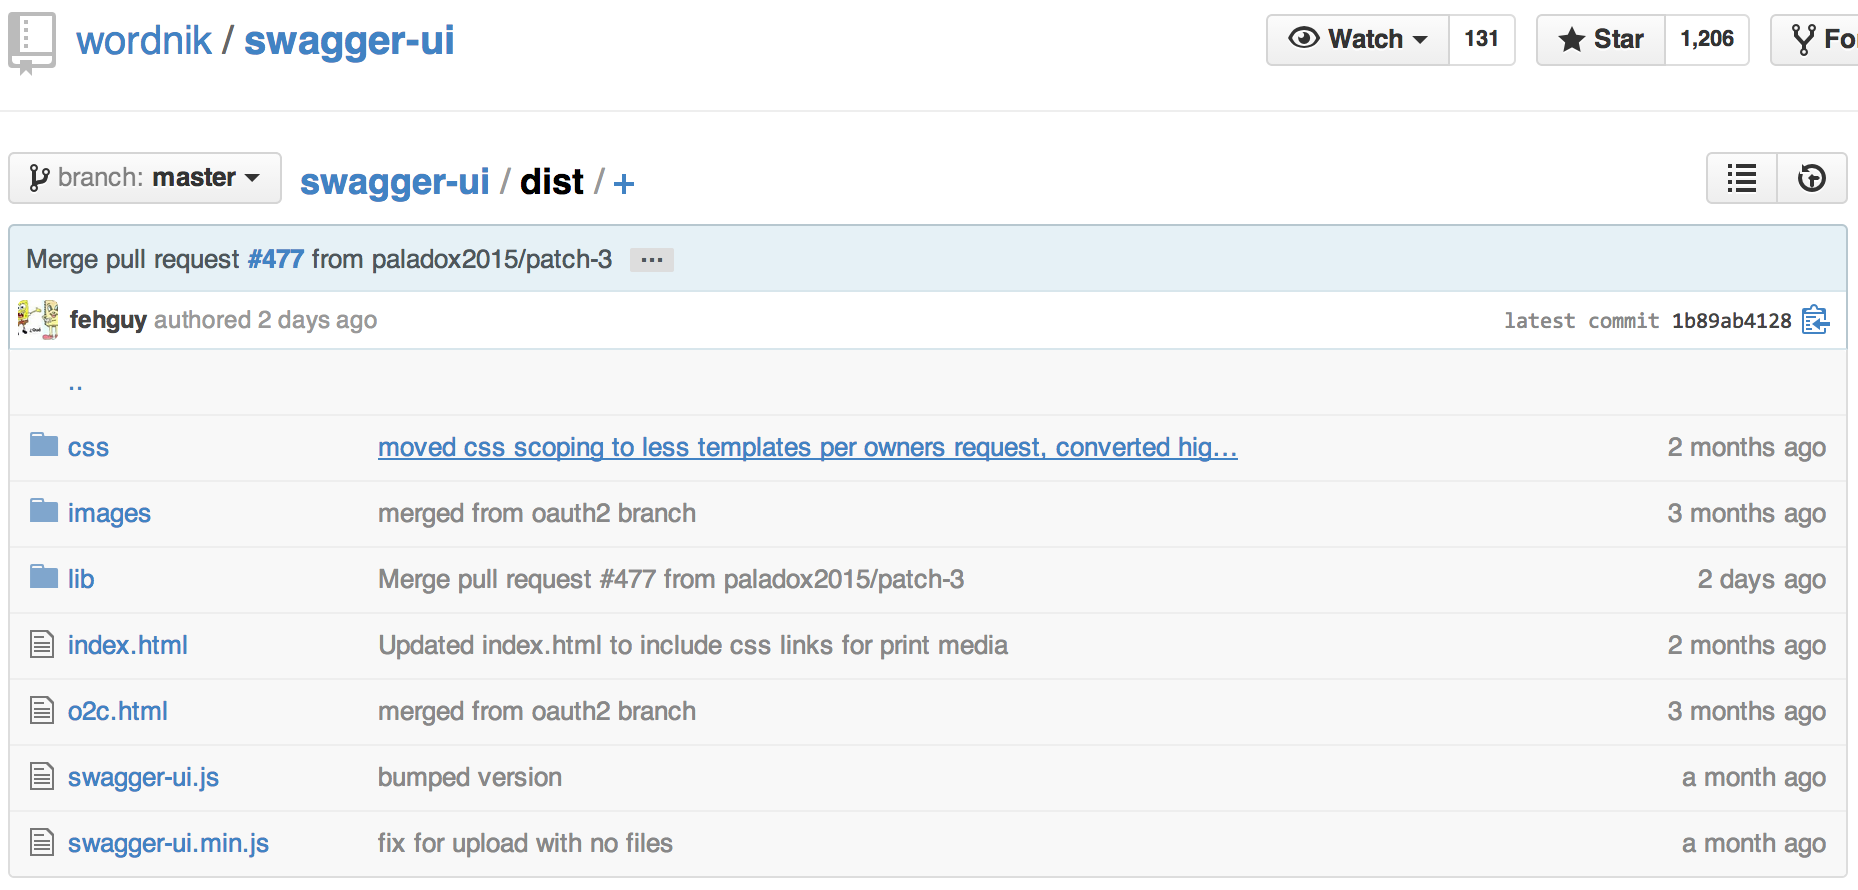 wordnik / swagger-ui
Watch 131 Star 1,206 Fo
branch: master swagger-ui / dist / +
Merge pull request #477 from paladox2015/patch-3 ...
fehguy authored 2 days ago latest commit 1b89ab4128
..
css moved css scoping to less templates per owners request, converted hig…
2 months ago
images merged from oauth2 branch 3 months ago
lib Merge pull request #477 from paladox2015/patch-3 2 days ago
index.html Updated index.html to include css links for print media 2 months ago
o2c.html merged from oauth2 branch 3 months ago
swagger-ui.js bumped version a month ago
swagger-ui.min.js fix for upload with no files a month ago